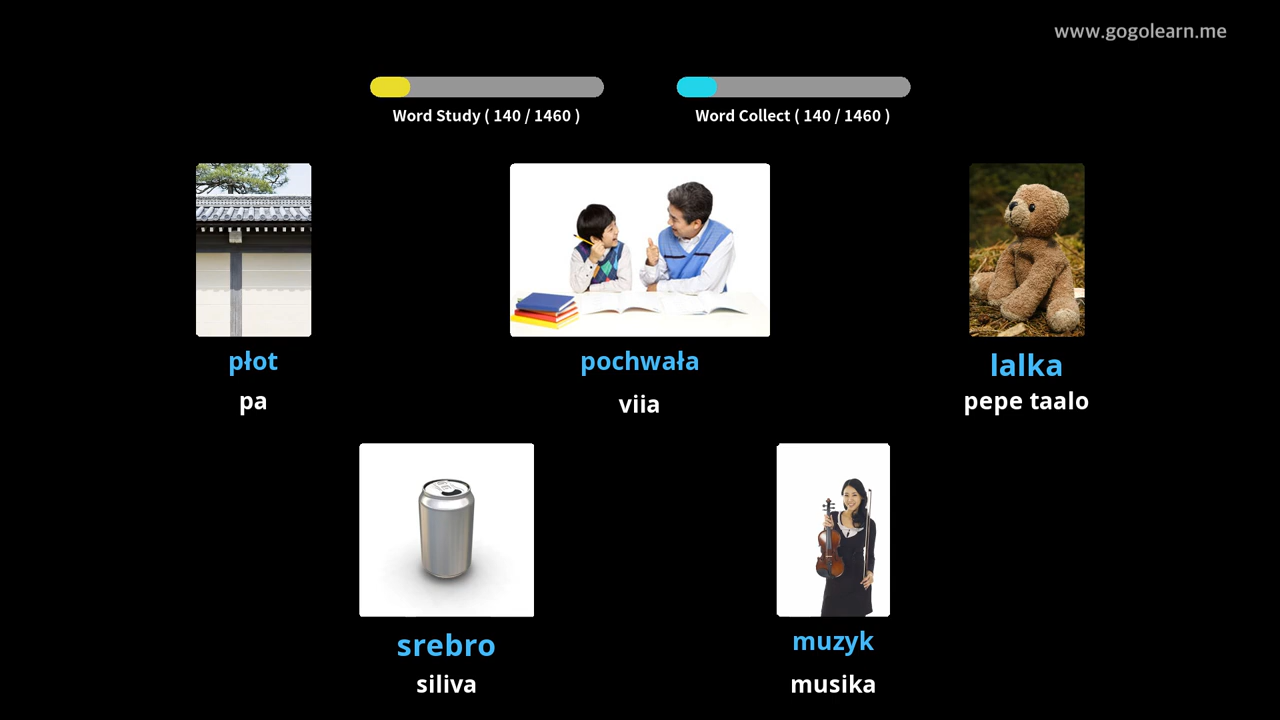 www.gogolearn.me
Word Study ( 140 / 1460 )
Word Collect ( 140 / 1460 )
płot
pa
pochwała
viia
lalka
pepe taalo
srebro
siliva
muzyk
musika